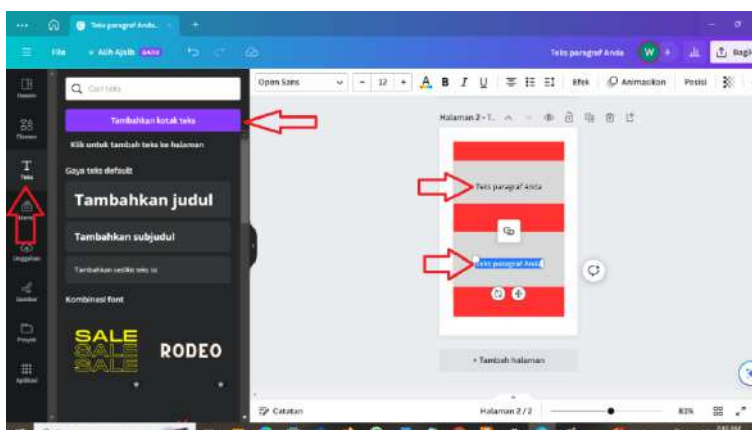 Teks paragraf Anda.
File
Alih Ajaib
Teks paragraf Anda
W
Bagi
Desain
Cari teks
Open Sans
- 12 +
A B I U
Efek
Animasikan
Posisi
Elemen
Tambahkan kotak teks
Halaman 2 -
Klik untuk tambah teks ke halaman
Teks
Gaya teks default
Tambahkan judul
Teks paragraf Anda
Tambahkan subjudul
Unggahan
Tambahkan sedikit teks isi
Teks paragraf Anda
Gambar
Kombinasi font
Proyek
SALE
SALE
SALE
RODEO
Aplikasi
+ Tambah halaman
Catatan
Halaman 2 / 2
83%